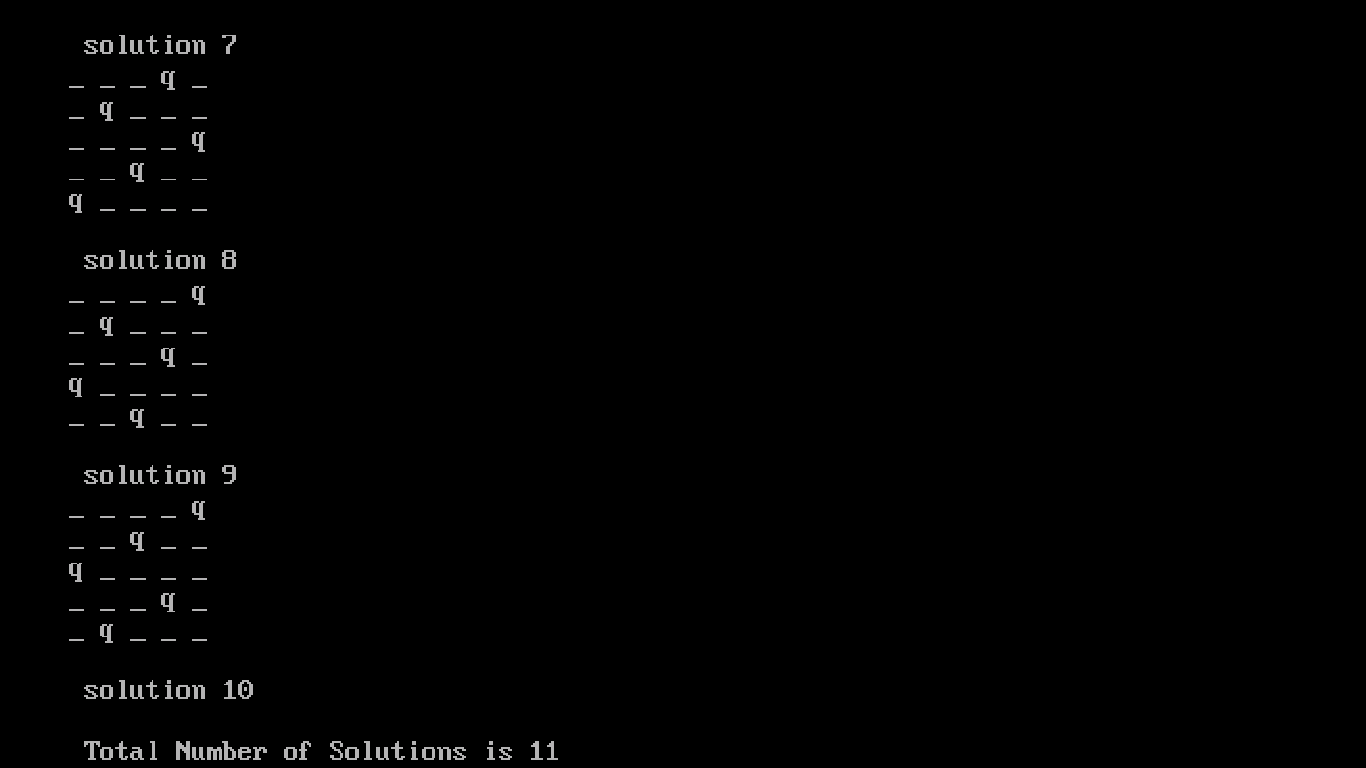 solution 7
_ _ _ q _
_ q _ _ _
_ _ _ _ q
_ _ q _ _
q _ _ _ _
solution 8
_ _ _ _ q
_ q _ _ _
_ _ _ q _
q _ _ _ _
_ _ q _ _
solution 9
_ _ _ _ q
_ _ q _ _
q _ _ _ _
_ _ _ q _
_ q _ _ _
solution 10
Total Number of Solutions is 11